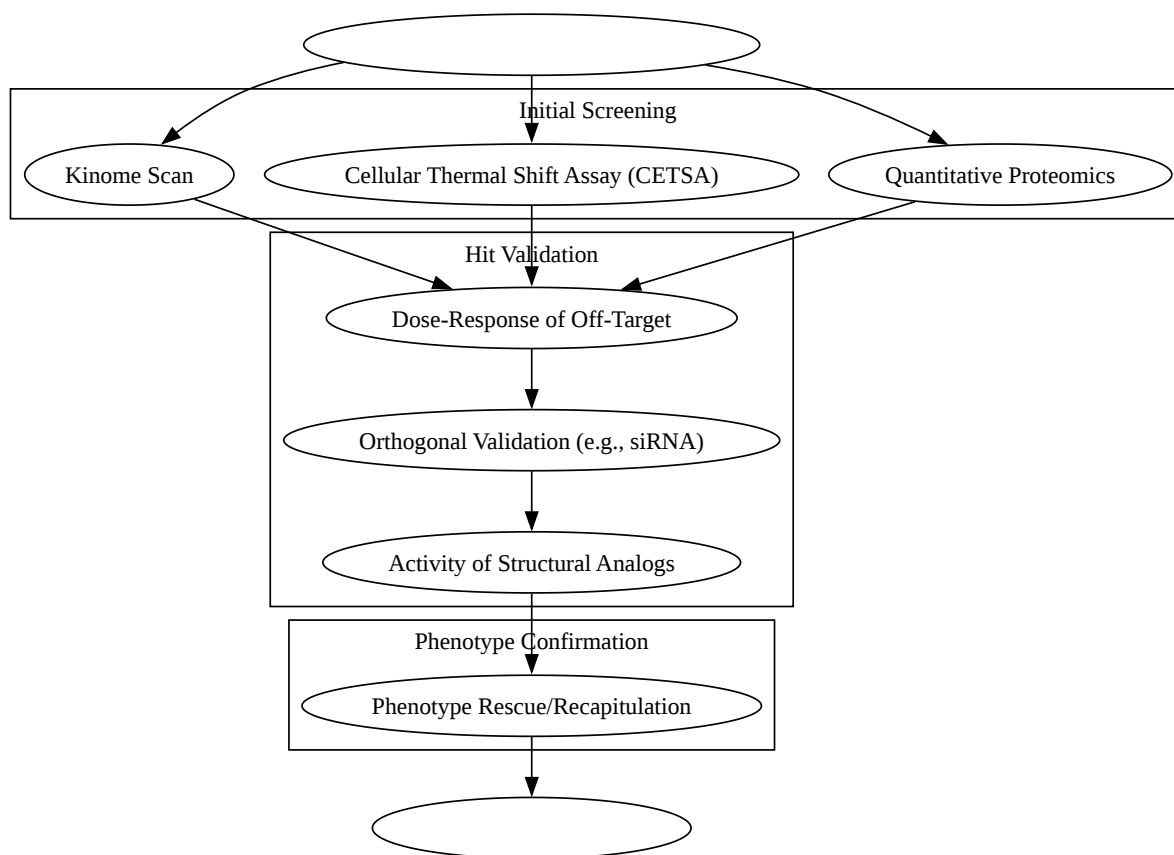 Initial Screening
Kinome Scan
Cellular Thermal Shift Assay (CETSA)
Quantitative Proteomics
Hit Validation
Dose-Response of Off-Target
Orthogonal Validation (e.g., siRNA)
Activity of Structural Analogs
Phenotype Confirmation
Phenotype Rescue/Recapitulation